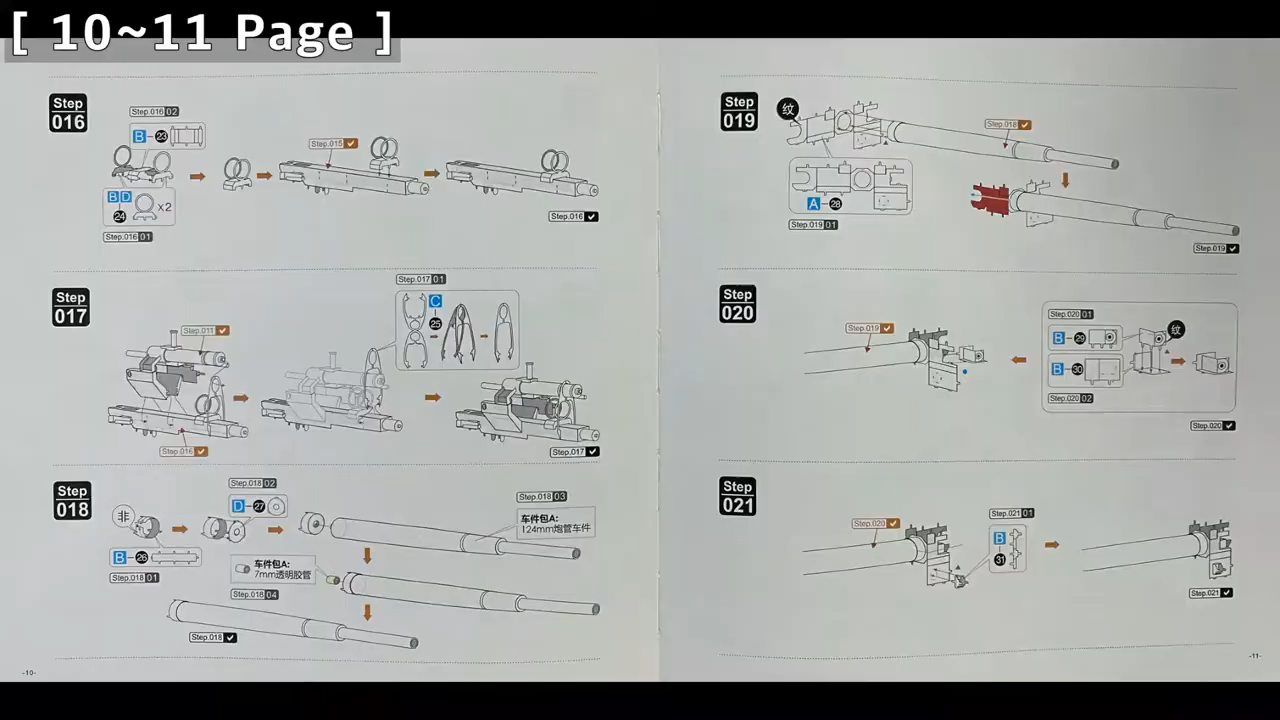 [ 10~11 Page ]
Step
016
Step.016 02
B 23
Step.015
B D
24
x2
Step.016 01
Step.016
Step
017
Step.017 01
C
25
Step.011
Step.016
Step.017
Step
018
Step.018 02
D 27
Step.018 03
非
车件包A:
124mm炮管车件
B 26
Step.018 01
车件包A:
7mm透明胶管
Step.018 04
Step.018
-10-
Step
019
纹
Step.018
A 28
Step.019 01
Step.019
Step
020
Step.019
Step.020 01
B 29
纹
B 30
Step.020 02
Step.020
Step
021
Step.020
Step.021 01
B
31
Step.021
-11-